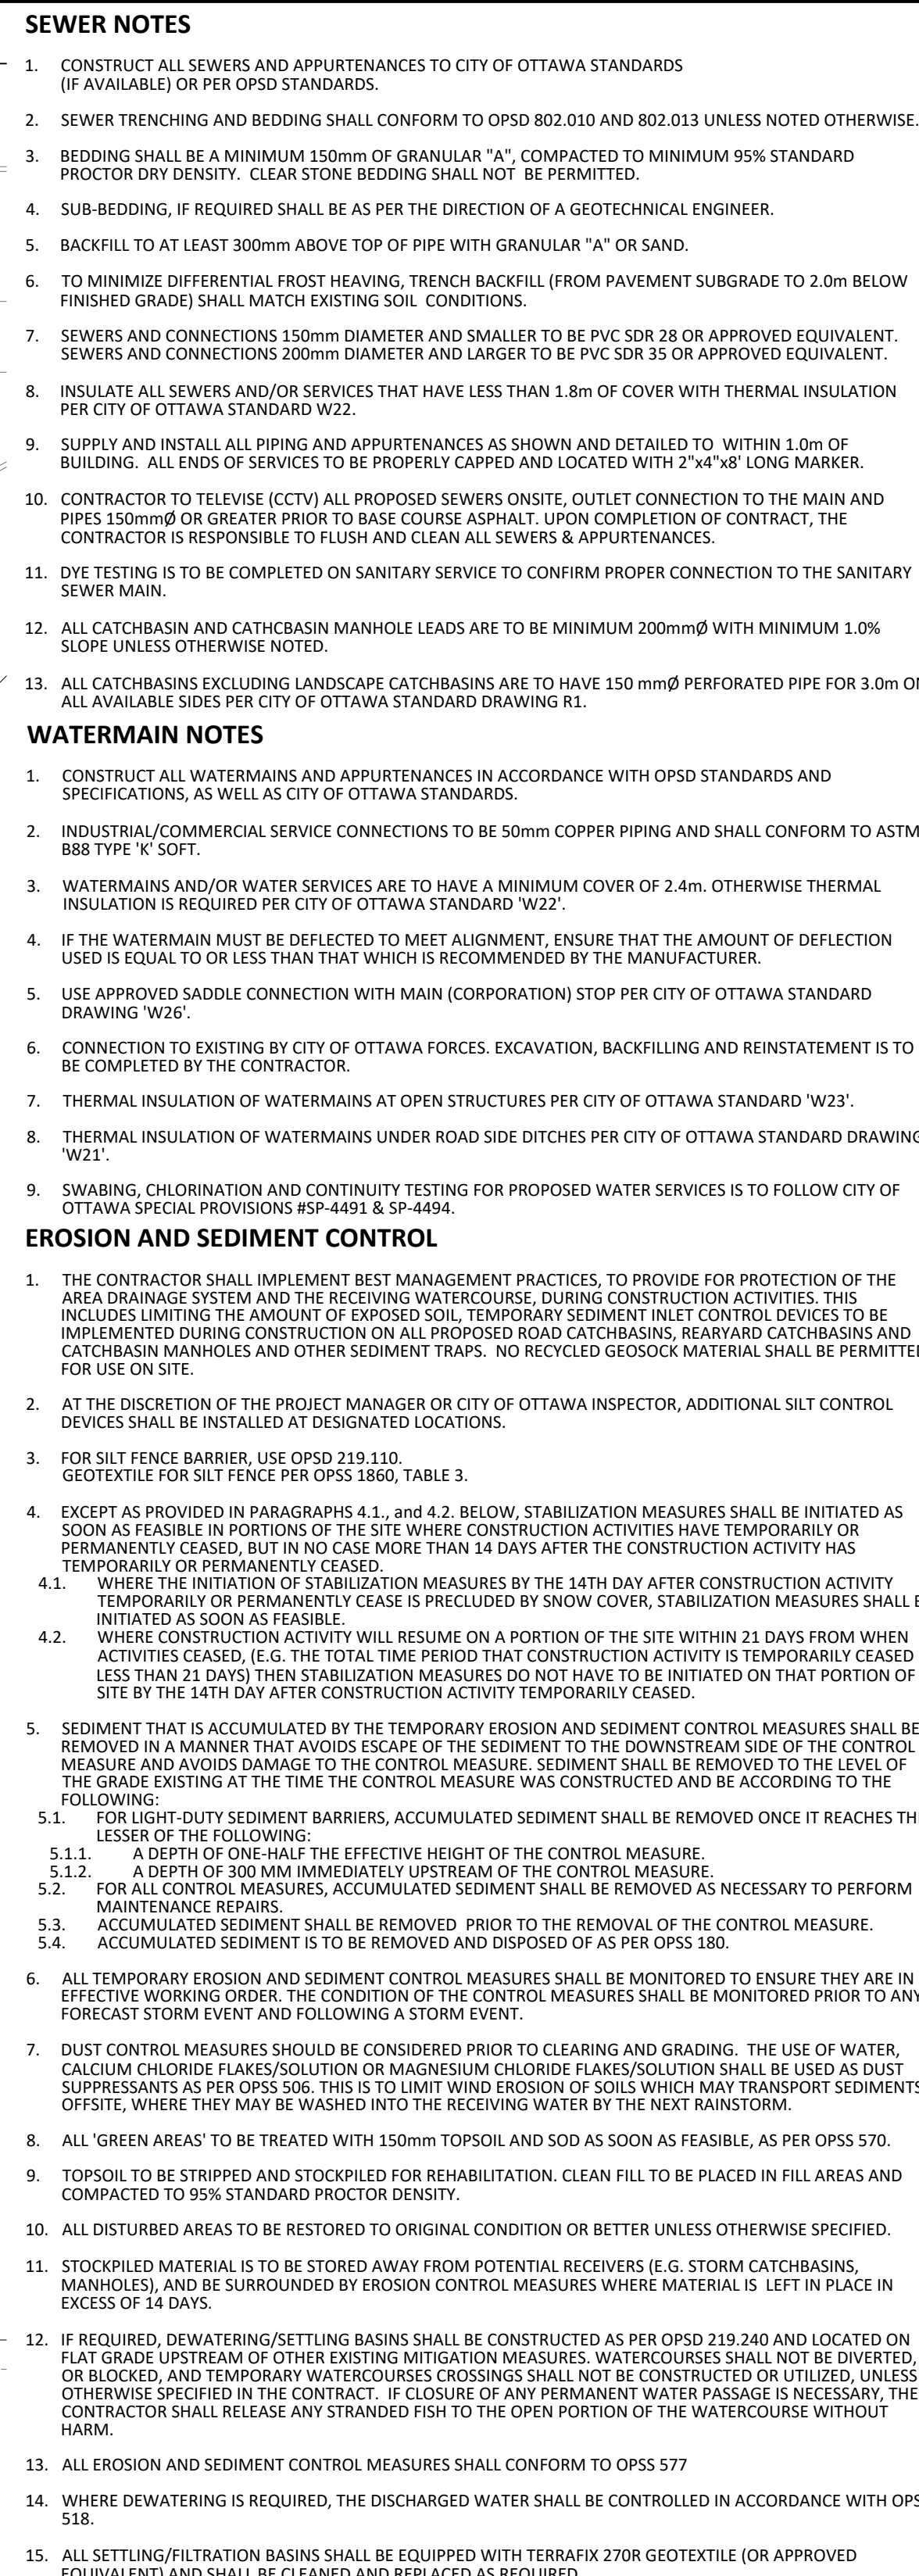 SEWER NOTES
1. CONSTRUCT ALL SEWERS AND APPURTENANCES TO CITY OF OTTAWA STANDARDS
(IF AVAILABLE) OR PER OPSD STANDARDS.
2. SEWER TRENCHING AND BEDDING SHALL CONFORM TO OPSD 802.010 AND 802.013 UNLESS NOTED OTHERWISE.
3. BEDDING SHALL BE A MINIMUM 150mm OF GRANULAR "A", COMPACTED TO MINIMUM 95% STANDARD
PROCTOR DRY DENSITY. CLEAR STONE BEDDING SHALL NOT BE PERMITTED.
4. SUB-BEDDING, IF REQUIRED SHALL BE AS PER THE DIRECTION OF A GEOTECHNICAL ENGINEER.
5. BACKFILL TO AT LEAST 300mm ABOVE TOP OF PIPE WITH GRANULAR "A" OR SAND.
6. TO MINIMIZE DIFFERENTIAL FROST HEAVING, TRENCH BACKFILL (FROM PAVEMENT SUBGRADE TO 2.0m BELOW
FINISHED GRADE) SHALL MATCH EXISTING SOIL CONDITIONS.
7. SEWERS AND CONNECTIONS 150mm DIAMETER AND SMALLER TO BE PVC SDR 28 OR APPROVED EQUIVALENT.
SEWERS AND CONNECTIONS 200mm DIAMETER AND LARGER TO BE PVC SDR 35 OR APPROVED EQUIVALENT.
8. INSULATE ALL SEWERS AND/OR SERVICES THAT HAVE LESS THAN 1.8m OF COVER WITH THERMAL INSULATION
PER CITY OF OTTAWA STANDARD W22.
9. SUPPLY AND INSTALL ALL PIPING AND APPURTENANCES AS SHOWN AND DETAILED TO WITHIN 1.0m OF
BUILDING. ALL ENDS OF SERVICES TO BE PROPERLY CAPPED AND LOCATED WITH 2"x4"x8' LONG MARKER.
10. CONTRACTOR TO TELEVISE (CCTV) ALL PROPOSED SEWERS ONSITE, OUTLET CONNECTION TO THE MAIN AND
PIPES 150mmØ OR GREATER PRIOR TO BASE COURSE ASPHALT. UPON COMPLETION OF CONTRACT, THE
CONTRACTOR IS RESPONSIBLE TO FLUSH AND CLEAN ALL SEWERS & APPURTENANCES.
11. DYE TESTING IS TO BE COMPLETED ON SANITARY SERVICE TO CONFIRM PROPER CONNECTION TO THE SANITARY
SEWER MAIN.
12. ALL CATCHBASIN AND CATHCBASIN MANHOLE LEADS ARE TO BE MINIMUM 200mmØ WITH MINIMUM 1.0%
SLOPE UNLESS OTHERWISE NOTED.
13. ALL CATCHBASINS EXCLUDING LANDSCAPE CATCHBASINS ARE TO HAVE 150 mmØ PERFORATED PIPE FOR 3.0m ON
ALL AVAILABLE SIDES PER CITY OF OTTAWA STANDARD DRAWING R1.
WATERMAIN NOTES
1. CONSTRUCT ALL WATERMAINS AND APPURTENANCES IN ACCORDANCE WITH OPSD STANDARDS AND
SPECIFICATIONS, AS WELL AS CITY OF OTTAWA STANDARDS.
2. INDUSTRIAL/COMMERCIAL SERVICE CONNECTIONS TO BE 50mm COPPER PIPING AND SHALL CONFORM TO ASTM
B88 TYPE 'K' SOFT.
3. WATERMAINS AND/OR WATER SERVICES ARE TO HAVE A MINIMUM COVER OF 2.4m. OTHERWISE THERMAL
INSULATION IS REQUIRED PER CITY OF OTTAWA STANDARD 'W22'.
4. IF THE WATERMAIN MUST BE DEFLECTED TO MEET ALIGNMENT, ENSURE THAT THE AMOUNT OF DEFLECTION
USED IS EQUAL TO OR LESS THAN THAT WHICH IS RECOMMENDED BY THE MANUFACTURER.
5. USE APPROVED SADDLE CONNECTION WITH MAIN (CORPORATION) STOP PER CITY OF OTTAWA STANDARD
DRAWING 'W26'.
6. CONNECTION TO EXISTING BY CITY OF OTTAWA FORCES. EXCAVATION, BACKFILLING AND REINSTATEMENT IS TO
BE COMPLETED BY THE CONTRACTOR.
7. THERMAL INSULATION OF WATERMAINS AT OPEN STRUCTURES PER CITY OF OTTAWA STANDARD 'W23'.
8. THERMAL INSULATION OF WATERMAINS UNDER ROAD SIDE DITCHES PER CITY OF OTTAWA STANDARD DRAWING
'W21'.
9. SWABING, CHLORINATION AND CONTINUITY TESTING FOR PROPOSED WATER SERVICES IS TO FOLLOW CITY OF
OTTAWA SPECIAL PROVISIONS #SP-4491 & SP-4494.
EROSION AND SEDIMENT CONTROL
1. THE CONTRACTOR SHALL IMPLEMENT BEST MANAGEMENT PRACTICES, TO PROVIDE FOR PROTECTION OF THE
AREA DRAINAGE SYSTEM AND THE RECEIVING WATERCOURSE, DURING CONSTRUCTION ACTIVITIES. THIS
INCLUDES LIMITING THE AMOUNT OF EXPOSED SOIL, TEMPORARY SEDIMENT INLET CONTROL DEVICES TO BE
IMPLEMENTED DURING CONSTRUCTION ON ALL PROPOSED ROAD CATCHBASINS, REARYARD CATCHBASINS AND
CATCHBASIN MANHOLES AND OTHER SEDIMENT TRAPS. NO RECYCLED GEOSOCK MATERIAL SHALL BE PERMITTED
FOR USE ON SITE.
2. AT THE DISCRETION OF THE PROJECT MANAGER OR CITY OF OTTAWA INSPECTOR, ADDITIONAL SILT CONTROL
DEVICES SHALL BE INSTALLED AT DESIGNATED LOCATIONS.
3. FOR SILT FENCE BARRIER, USE OPSD 219.110.
GEOTEXTILE FOR SILT FENCE PER OPSS 1860, TABLE 3.
4. EXCEPT AS PROVIDED IN PARAGRAPHS 4.1., and 4.2. BELOW, STABILIZATION MEASURES SHALL BE INITIATED AS
SOON AS FEASIBLE IN PORTIONS OF THE SITE WHERE CONSTRUCTION ACTIVITIES HAVE TEMPORARILY OR
PERMANENTLY CEASED, BUT IN NO CASE MORE THAN 14 DAYS AFTER THE CONSTRUCTION ACTIVITY HAS
TEMPORARILY OR PERMANENTLY CEASED.
4.1. WHERE THE INITIATION OF STABILIZATION MEASURES BY THE 14TH DAY AFTER CONSTRUCTION ACTIVITY
TEMPORARILY OR PERMANENTLY CEASE IS PRECLUDED BY SNOW COVER, STABILIZATION MEASURES SHALL BE
INITIATED AS SOON AS FEASIBLE.
4.2. WHERE CONSTRUCTION ACTIVITY WILL RESUME ON A PORTION OF THE SITE WITHIN 21 DAYS FROM WHEN
ACTIVITIES CEASED, (E.G. THE TOTAL TIME PERIOD THAT CONSTRUCTION ACTIVITY IS TEMPORARILY CEASED
LESS THAN 21 DAYS) THEN STABILIZATION MEASURES DO NOT HAVE TO BE INITIATED ON THAT PORTION OF
SITE BY THE 14TH DAY AFTER CONSTRUCTION ACTIVITY TEMPORARILY CEASED.
5. SEDIMENT THAT IS ACCUMULATED BY THE TEMPORARY EROSION AND SEDIMENT CONTROL MEASURES SHALL BE
REMOVED IN A MANNER THAT AVOIDS ESCAPE OF THE SEDIMENT TO THE DOWNSTREAM SIDE OF THE CONTROL
MEASURE AND AVOIDS DAMAGE TO THE CONTROL MEASURE. SEDIMENT SHALL BE REMOVED TO THE LEVEL OF
THE GRADE EXISTING AT THE TIME THE CONTROL MEASURE WAS CONSTRUCTED AND BE ACCORDING TO THE
FOLLOWING:
5.1. FOR LIGHT-DUTY SEDIMENT BARRIERS, ACCUMULATED SEDIMENT SHALL BE REMOVED ONCE IT REACHES THE
LESSER OF THE FOLLOWING:
5.1.1. A DEPTH OF ONE-HALF THE EFFECTIVE HEIGHT OF THE CONTROL MEASURE.
5.1.2. A DEPTH OF 300 MM IMMEDIATELY UPSTREAM OF THE CONTROL MEASURE.
5.2. FOR ALL CONTROL MEASURES, ACCUMULATED SEDIMENT SHALL BE REMOVED AS NECESSARY TO PERFORM
MAINTENANCE REPAIRS.
5.3. ACCUMULATED SEDIMENT SHALL BE REMOVED PRIOR TO THE REMOVAL OF THE CONTROL MEASURE.
5.4. ACCUMULATED SEDIMENT IS TO BE REMOVED AND DISPOSED OF AS PER OPSS 180.
6. ALL TEMPORARY EROSION AND SEDIMENT CONTROL MEASURES SHALL BE MONITORED TO ENSURE THEY ARE IN
EFFECTIVE WORKING ORDER. THE CONDITION OF THE CONTROL MEASURES SHALL BE MONITORED PRIOR TO ANY
FORECAST STORM EVENT AND FOLLOWING A STORM EVENT.
7. DUST CONTROL MEASURES SHOULD BE CONSIDERED PRIOR TO CLEARING AND GRADING. THE USE OF WATER,
CALCIUM CHLORIDE FLAKES/SOLUTION OR MAGNESIUM CHLORIDE FLAKES/SOLUTION SHALL BE USED AS DUST
SUPPRESSANTS AS PER OPSS 506. THIS IS TO LIMIT WIND EROSION OF SOILS WHICH MAY TRANSPORT SEDIMENTS
OFFSITE, WHERE THEY MAY BE WASHED INTO THE RECEIVING WATER BY THE NEXT RAINSTORM.
8. ALL 'GREEN AREAS' TO BE TREATED WITH 150mm TOPSOIL AND SOD AS SOON AS FEASIBLE, AS PER OPSS 570.
9. TOPSOIL TO BE STRIPPED AND STOCKPILED FOR REHABILITATION. CLEAN FILL TO BE PLACED IN FILL AREAS AND
COMPACTED TO 95% STANDARD PROCTOR DENSITY.
10. ALL DISTURBED AREAS TO BE RESTORED TO ORIGINAL CONDITION OR BETTER UNLESS OTHERWISE SPECIFIED.
11. STOCKPILED MATERIAL IS TO BE STORED AWAY FROM POTENTIAL RECEIVERS (E.G. STORM CATCHBASINS,
MANHOLES), AND BE SURROUNDED BY EROSION CONTROL MEASURES WHERE MATERIAL IS LEFT IN PLACE IN
EXCESS OF 14 DAYS.
12. IF REQUIRED, DEWATERING/SETTLING BASINS SHALL BE CONSTRUCTED AS PER OPSD 219.240 AND LOCATED ON
FLAT GRADE UPSTREAM OF OTHER EXISTING MITIGATION MEASURES. WATERCOURSES SHALL NOT BE DIVERTED,
OR BLOCKED, AND TEMPORARY WATERCOURSES CROSSINGS SHALL NOT BE CONSTRUCTED OR UTILIZED, UNLESS
OTHERWISE SPECIFIED IN THE CONTRACT. IF CLOSURE OF ANY PERMANENT WATER PASSAGE IS NECESSARY, THE
CONTRACTOR SHALL RELEASE ANY STRANDED FISH TO THE OPEN PORTION OF THE WATERCOURSE WITHOUT
HARM.
13. ALL EROSION AND SEDIMENT CONTROL MEASURES SHALL CONFORM TO OPSS 577
14. WHERE DEWATERING IS REQUIRED, THE DISCHARGED WATER SHALL BE CONTROLLED IN ACCORDANCE WITH OPS
518.
15. ALL SETTLING/FILTRATION BASINS SHALL BE EQUIPPED WITH TERRAFIX 270R GEOTEXTILE (OR APPROVED
EQUIVALENT) AND SHALL BE CLEANED AND REPLACED AS REQUIRED